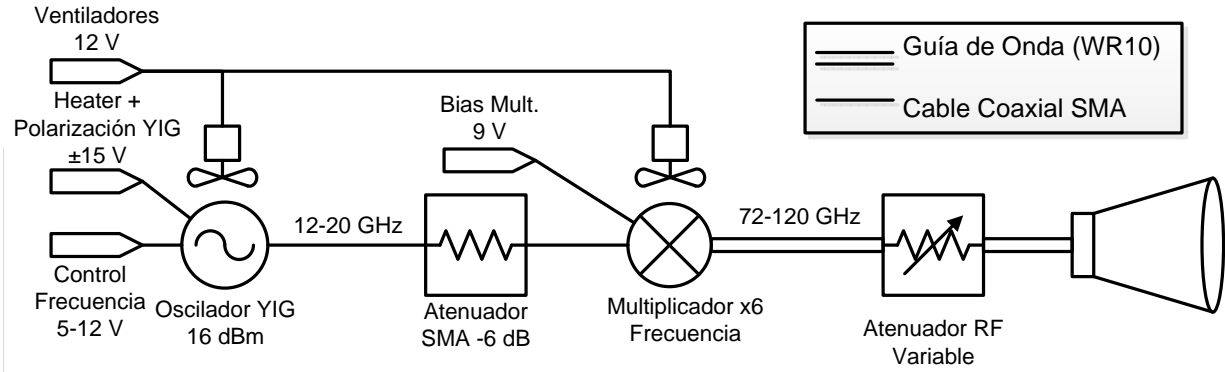 Ventiladores
12 V
Heater +
Polarización YIG
±15 V
Control
Frecuencia
5-12 V
Oscilador YIG
16 dBm
12-20 GHz
Atenuador
SMA -6 dB
Bias Mult.
9 V
Multiplicador x6
Frecuencia
72-120 GHz
Atenuador RF
Variable
Guía de Onda (WR10)
Cable Coaxial SMA